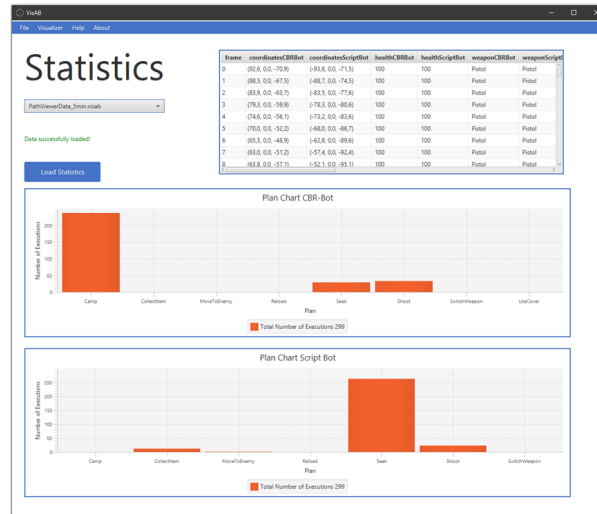 VisAB
File Visualizer Help About
Statistics
PathViewerData_5min.visab
Data successfully loaded!
Load Statistics
frame coordinatesCBRBot coordinatesScriptBot healthCBRBot healthScriptBot weaponCBRBot weaponScriptI
0 (92,6, 0,0, -70,9) (-93,8, 0,0, -71,5) 100 100 Pistol Pistol
1 (88,5, 0,0, -67,5) (-88,7, 0,0, -74,5) 100 100 Pistol Pistol
2 (83,9, 0,0, -63,7) (-83,5, 0,0, -77,6) 100 100 Pistol Pistol
3 (79,3, 0,0, -59,9) (-78,3, 0,0, -80,6) 100 100 Pistol Pistol
4 (74,6, 0,0, -56,1) (-73,2, 0,0, -83,6) 100 100 Pistol Pistol
5 (70,0, 0,0, -52,2) (-68,0, 0,0, -86,7) 100 100 Pistol Pistol
6 (65,3, 0,0, -48,9) (-62,8, 0,0, -89,6) 100 100 Pistol Pistol
7 (63,0, 0,0, -51,2) (-57,4, 0,0, -92,4) 100 100 Pistol Pistol
8 (63,8, 0,0, -57,1) (-52,1, 0,0, -95,1) 100 100 Pistol Pistol
Plan Chart CBR-Bot
Number of Executions
200
150
100
50
0
Camp CollectItem MoveToEnemy Reload Seek Shoot SwitchWeapon UseCover
Plan
Total Number of Executions 299
Plan Chart Script Bot
Number of Executions
250
200
150
100
50
0
Camp CollectItem MoveToEnemy Reload Seek Shoot SwitchWeapon
Plan
Total Number of Executions 299